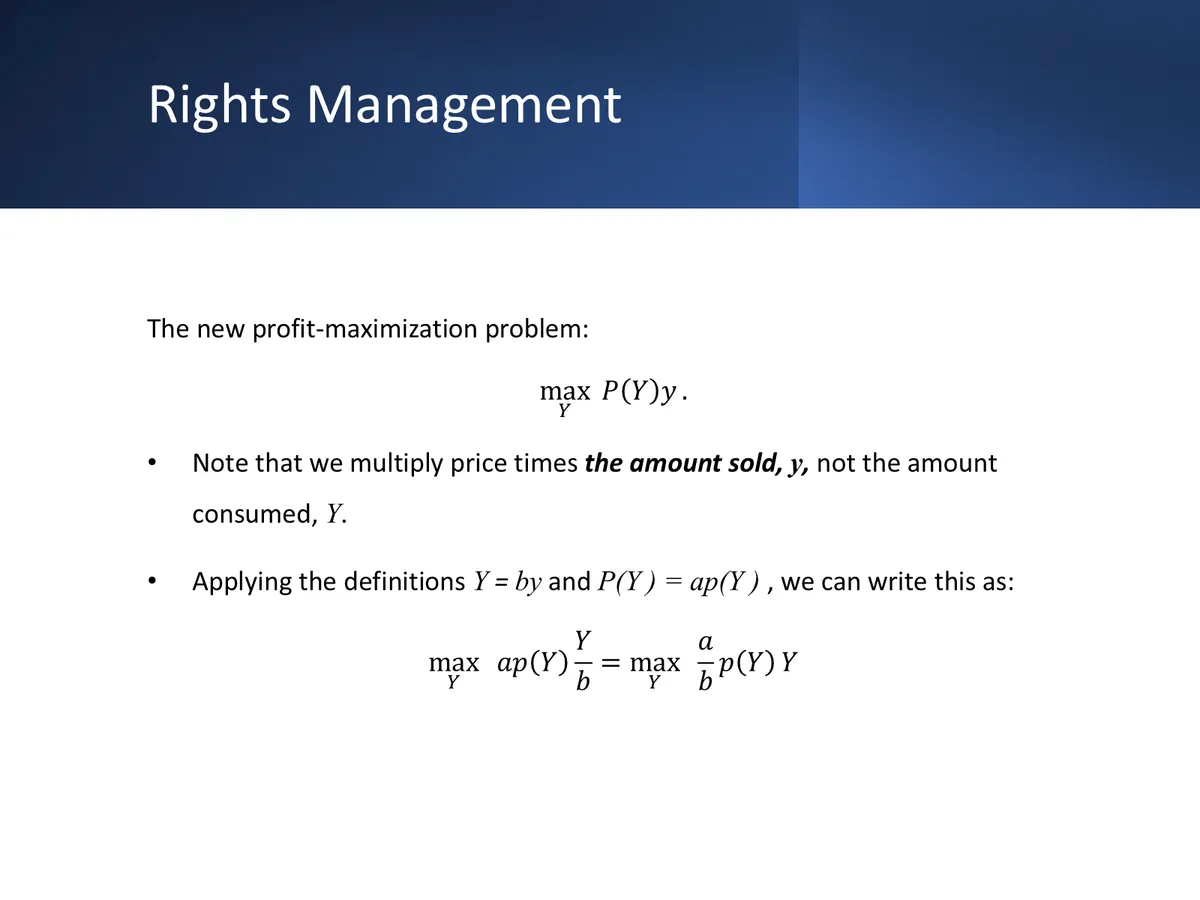 Rights Management
The new profit-maximization problem:
max P(Y)y .
Y
• Note that we multiply price times the amount sold, y, not the amount
consumed, Y.
• Applying the definitions Y = by and P(Y ) = ap(Y ) , we can write this as:
max ap(Y) Y/b = max a/b p(Y) Y
Y Y